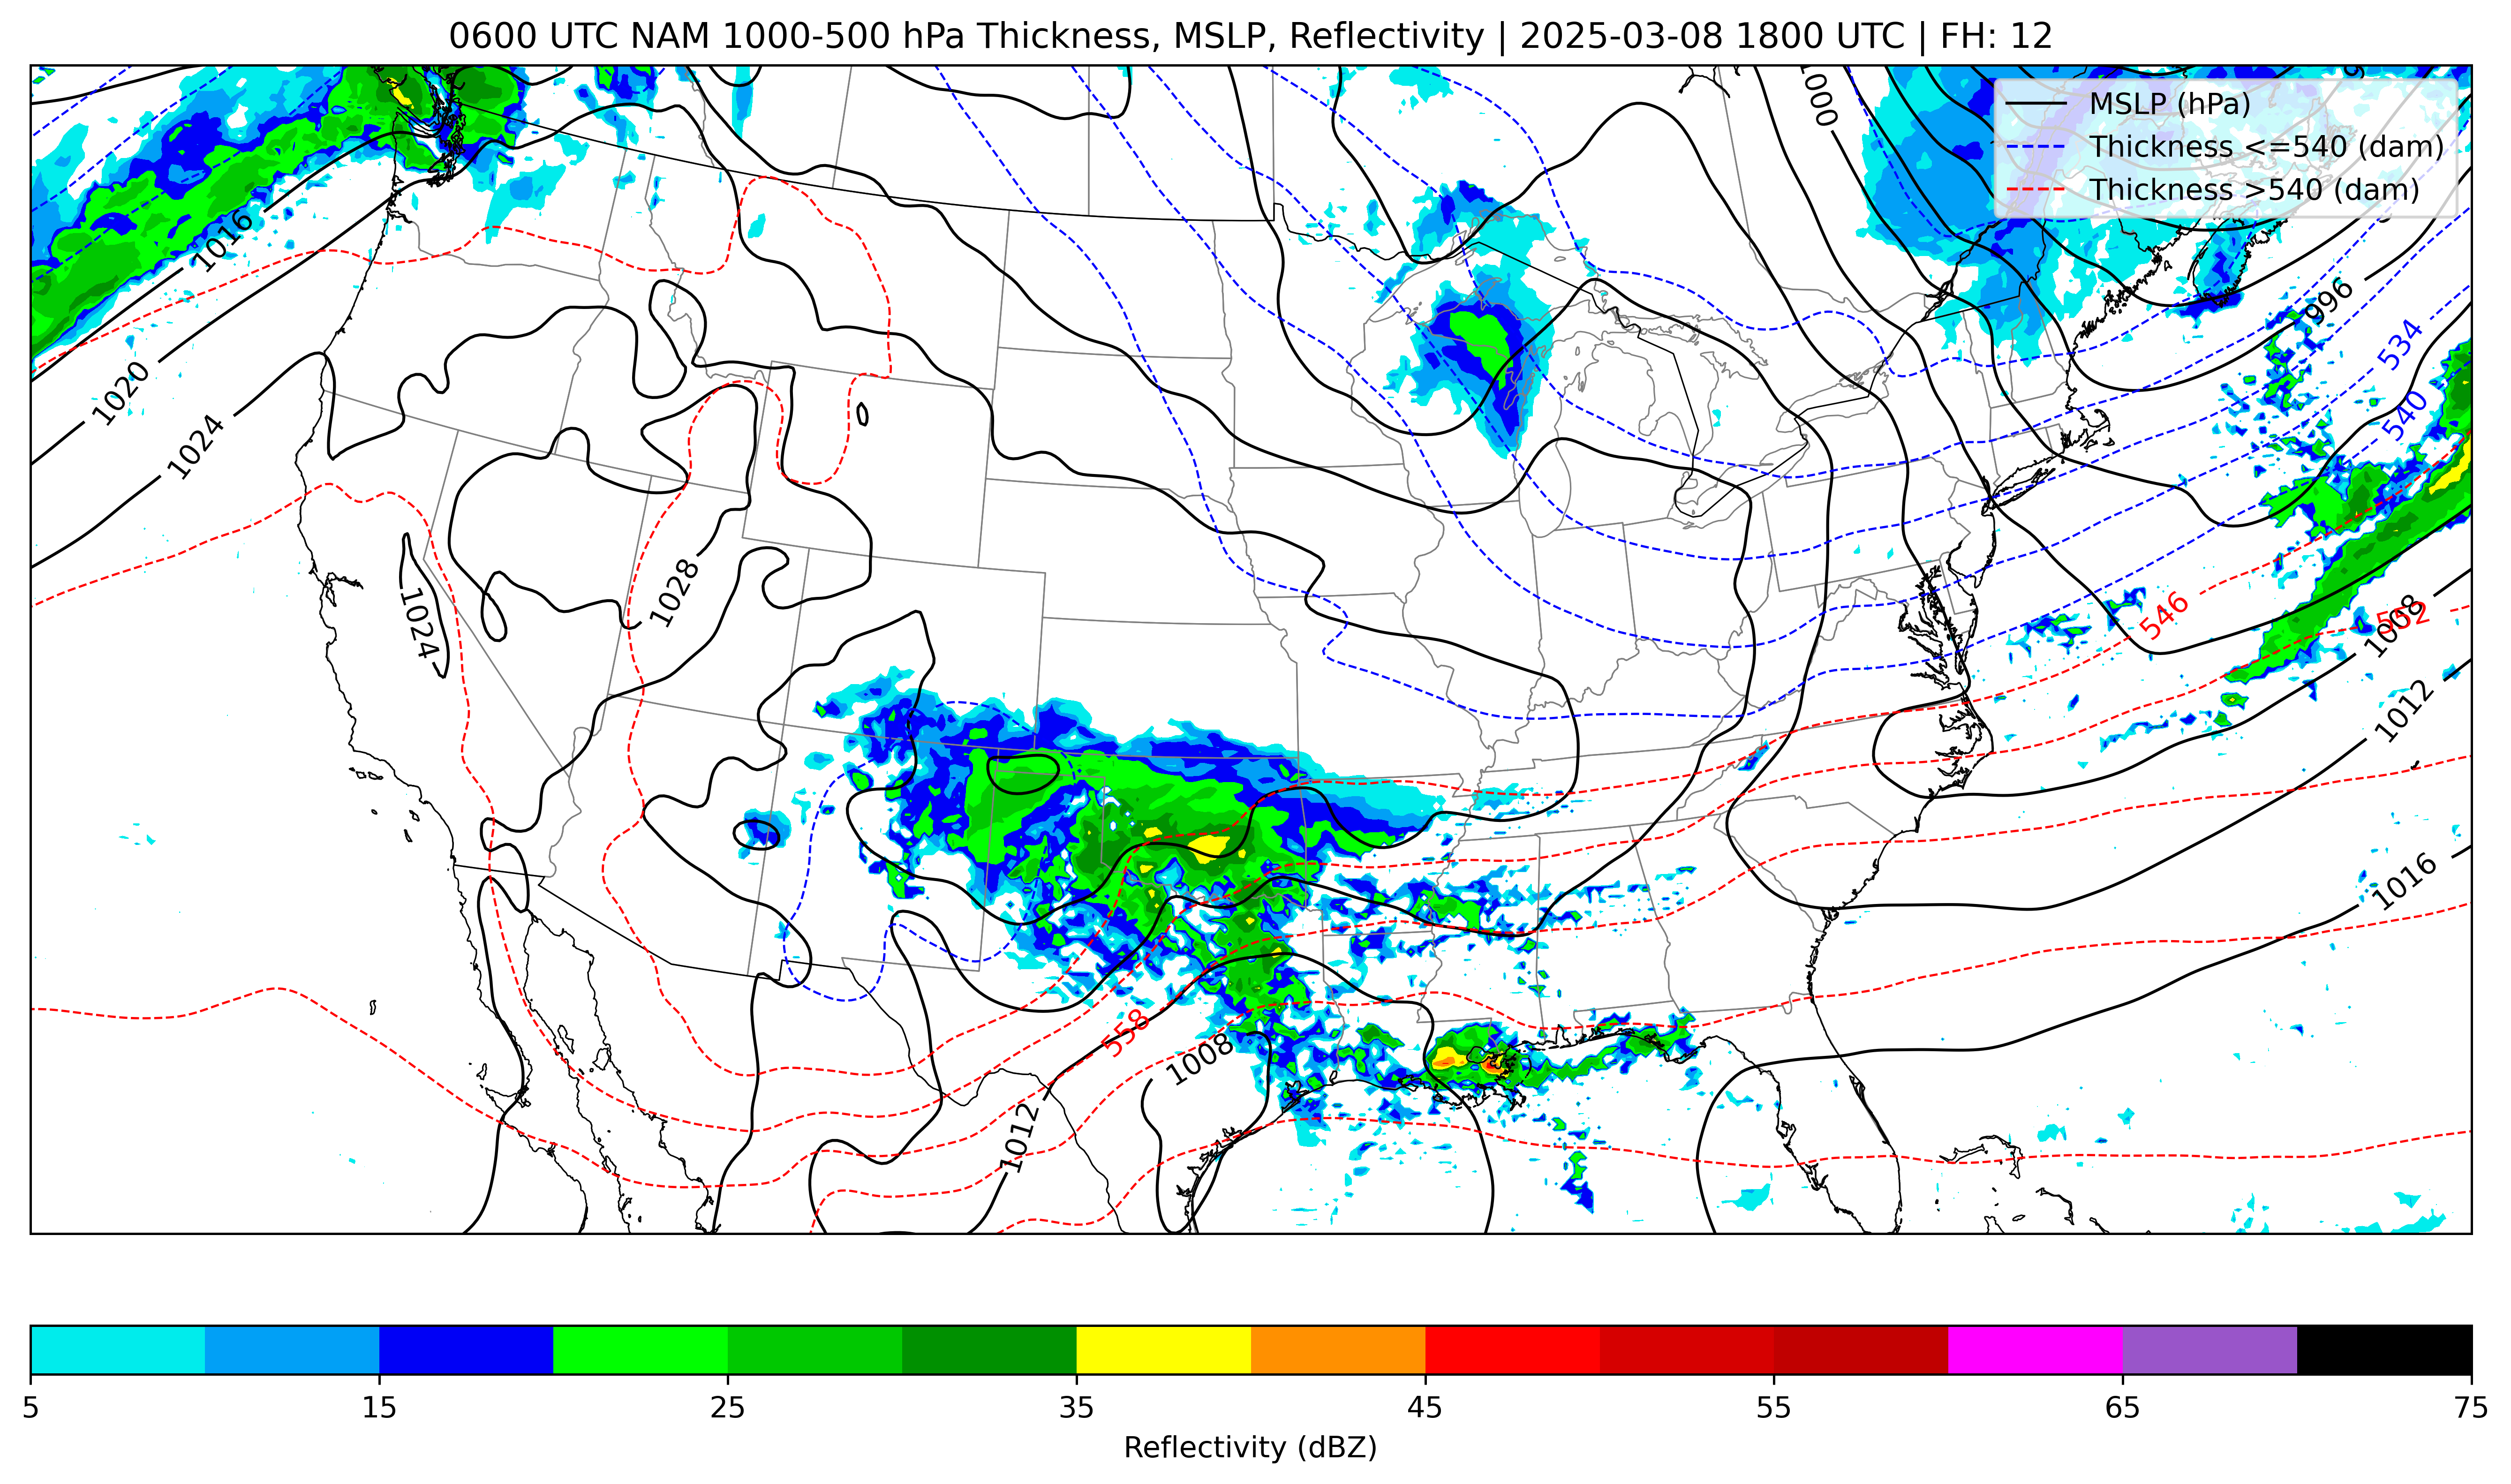 0600 UTC NAM 1000-500 hPa Thickness, MSLP, Reflectivity | 2025-03-08 1800 UTC | FH: 12
MSLP (hPa)
Thickness <=540 (dam)
Thickness >540 (dam)
1000
1016
996
534
1020
540
1024
1028
1024
546
552
1008
1012
1016
558
1008
1012
5 15 25 35 45 55 65 75
Reflectivity (dBZ)